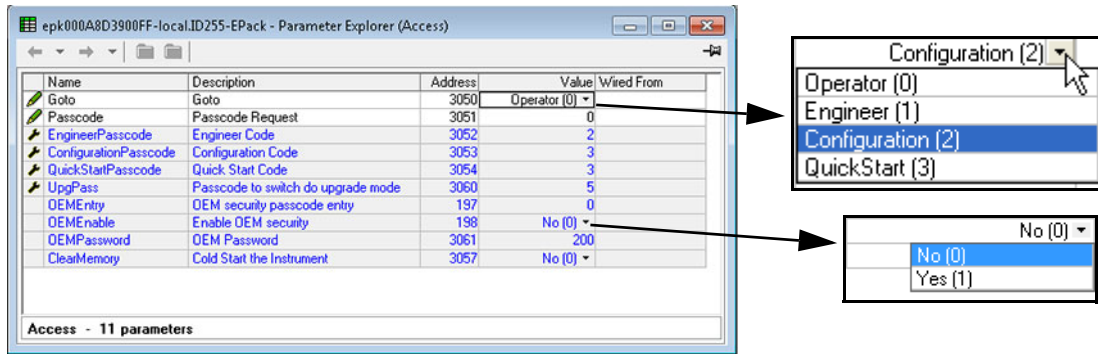 epk000A8D3900FF-local.ID255-EPack - Parameter Explorer (Access)
Name Description Address Value Wired From
Goto Goto 3050 Operator (0)
Passcode Passcode Request 3051 0
EngineerPasscode Engineer Code 3052 2
ConfigurationPasscode Configuration Code 3053 3
QuickStartPasscode Quick Start Code 3054 3
UpgPass Passcode to switch do upgrade mode 3060 5
OEMEntry OEM security passcode entry 197 0
OEMEnable Enable OEM security 198 No (0)
OEMPassword OEM Password 3061 200
ClearMemory Cold Start the Instrument 3057 No (0)
Access - 11 parameters
Configuration (2)
Operator (0)
Engineer (1)
Configuration (2)
QuickStart (3)
No (0)
No (0)
Yes (1)